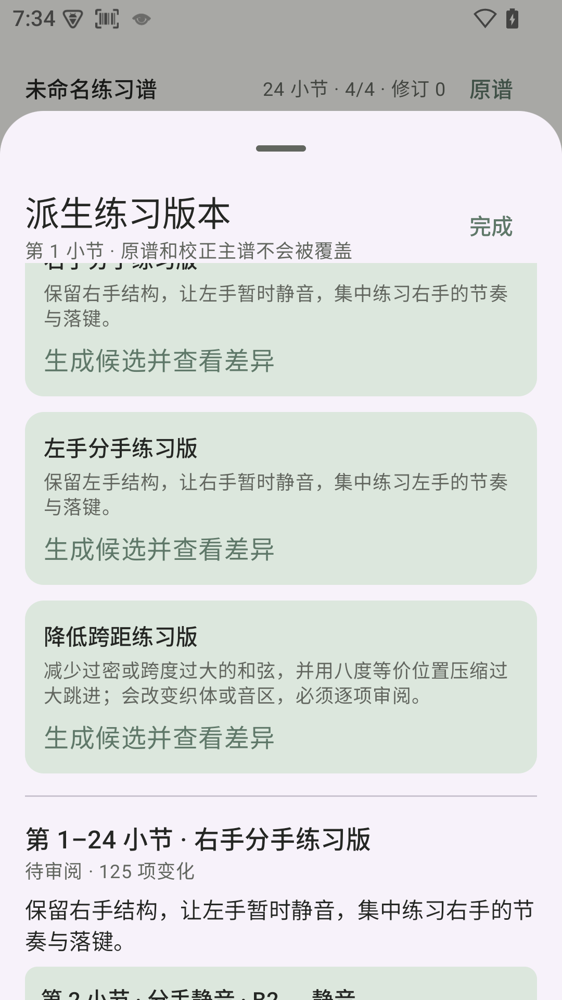 7:34
未命名练习谱
24 小节 · 4/4 · 修订 0
原谱
派生练习版本
完成
第 1 小节 · 原谱和校正主谱不会被覆盖
右手分手练习版
保留右手结构，让左手暂时静音，集中练习右手的节奏
与落键。
生成候选并查看差异
左手分手练习版
保留左手结构，让右手暂时静音，集中练习左手的节奏
与落键。
生成候选并查看差异
降低跨距练习版
减少过密或跨度过大的和弦，并用八度等价位置压缩过
大跳进；会改变织体或音区，必须逐项审阅。
生成候选并查看差异
第 1–24 小节 · 右手分手练习版
待审阅 · 125 项变化
保留右手结构，让左手暂时静音，集中练习右手的节
奏与落键。
第 2 小节 · 分手静音 · B2 静音